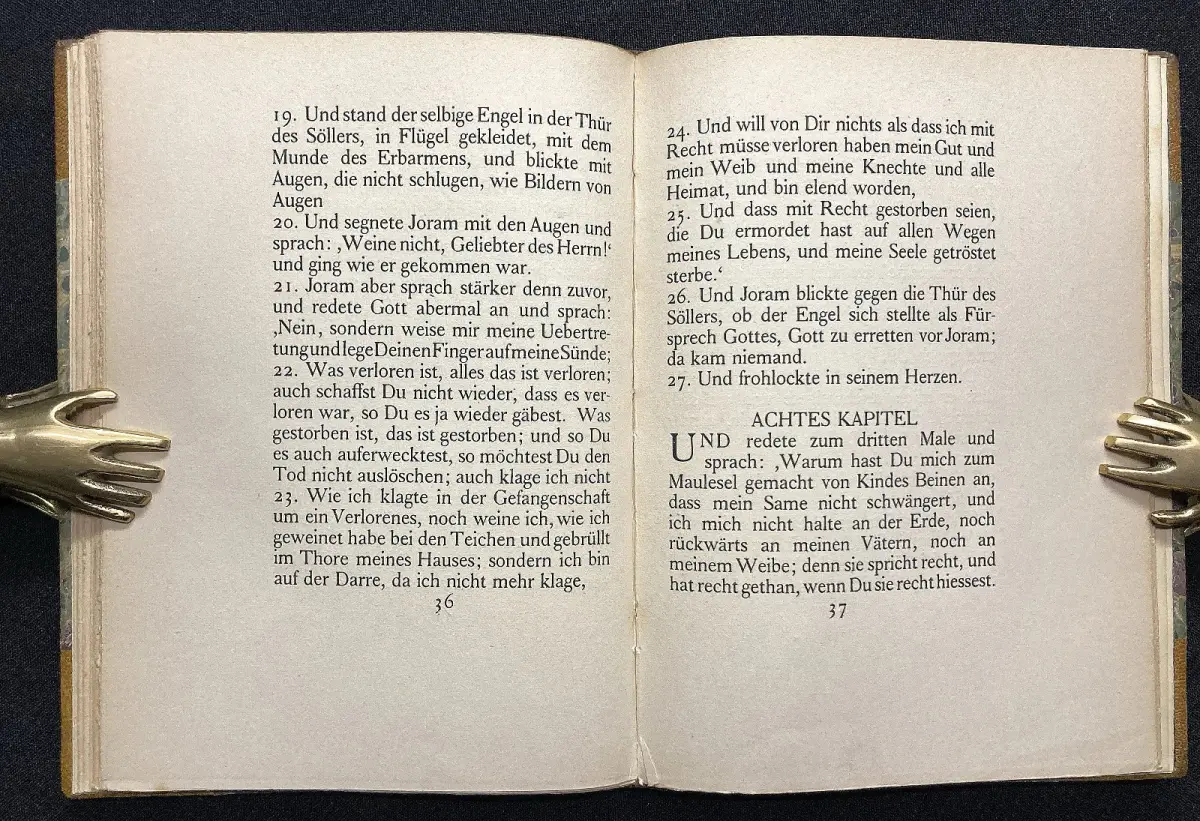 19. Und stand der selbige Engel in der Thür
des Söllers, in Flügel gekleidet, mit dem
Munde des Erbarmens, und blickte mit
Augen, die nicht schlugen, wie Bildern von
Augen
20. Und segnete Joram mit den Augen und
sprach: ‚Weine nicht, Geliebter des Herrn!‘
und ging wie er gekommen war.
21. Joram aber sprach stärker denn zuvor,
und redete Gott abermal an und sprach:
‚Nein, sondern weise mir meine Uebertre-
tung und lege Deinen Finger auf meine Sünde;
22. Was verloren ist, alles das ist verloren;
auch schaffst Du nicht wieder, dass es ver-
loren war, so Du es ja wieder gäbest. Was
gestorben ist, das ist gestorben; und so Du
es auch auferwecktest, so möchtest Du den
Tod nicht auslöschen; auch klage ich nicht
23. Wie ich klagte in der Gefangenschaft
um ein Verlorenes, noch weine ich, wie ich
geweinet habe bei den Teichen und gebrüllt
im Thore meines Hauses; sondern ich bin
auf der Darre, da ich nicht mehr klage,
36
24. Und will von Dir nichts als dass ich mit
Recht müsse verloren haben mein Gut und
mein Weib und meine Knechte und alle
Heimat, und bin elend worden,
25. Und dass mit Recht gestorben seien,
die Du ermordet hast auf allen Wegen
meines Lebens, und meine Seele getröstet
sterbe.‘
26. Und Joram blickte gegen die Thür des
Söllers, ob der Engel sich stellte als Für-
sprech Gottes, Gott zu erretten vor Joram;
da kam niemand.
27. Und frohlockte in seinem Herzen.
ACHTES KAPITEL
UND redete zum dritten Male und
sprach: ‚Warum hast Du mich zum
Maulesel gemacht von Kindes Beinen an,
dass mein Same nicht schwängert, und
ich mich nicht halte an der Erde, noch
rückwärts an meinen Vätern, noch an
meinem Weibe; denn sie spricht recht, und
hat recht gethan, wenn Du sie recht hiessest.
37